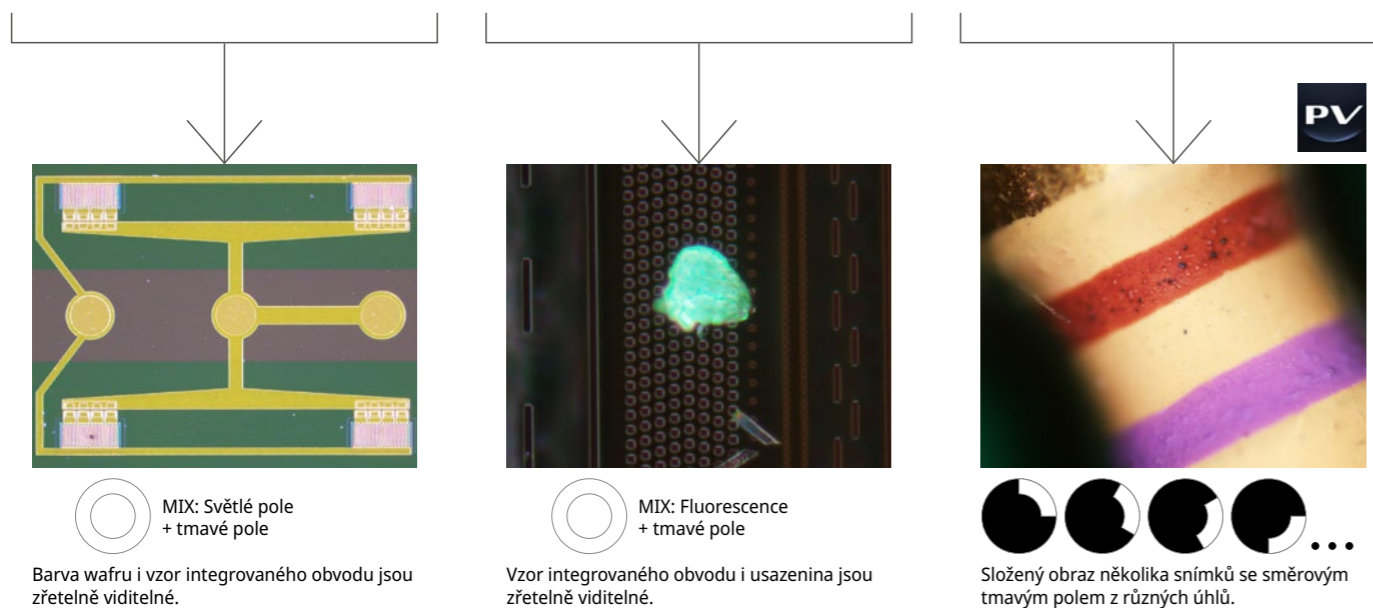 PV
MIX: Světlé pole
+ tmavé pole
Barva wafru i vzor integrovaného obvodu jsou
zřetelně viditelné.
MIX: Fluorescence
+ tmavé pole
Vzor integrovaného obvodu i usazenina jsou
zřetelně viditelné.
Složený obraz několika snímků se směrovým
tmavým polem z různých úhlů.